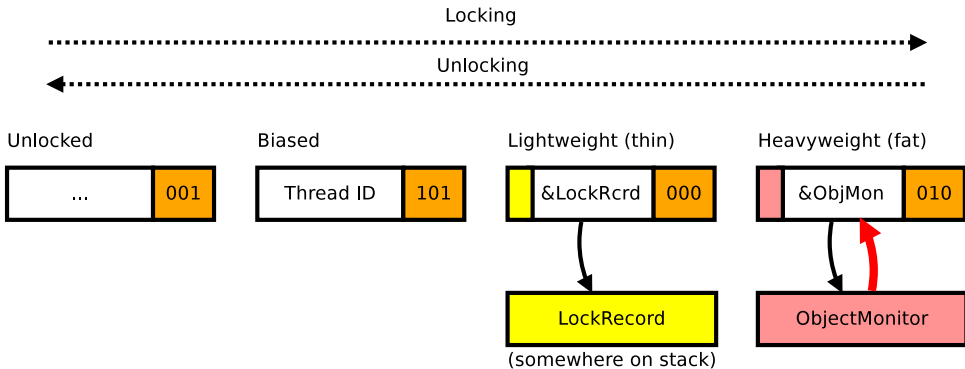 Locking
Unlocking
Unlocked
Biased
Lightweight (thin)
Heavyweight (fat)
... 001
Thread ID 101
&LockRcrd 000
&ObjMon 010
LockRecord
ObjectMonitor
(somewhere on stack)